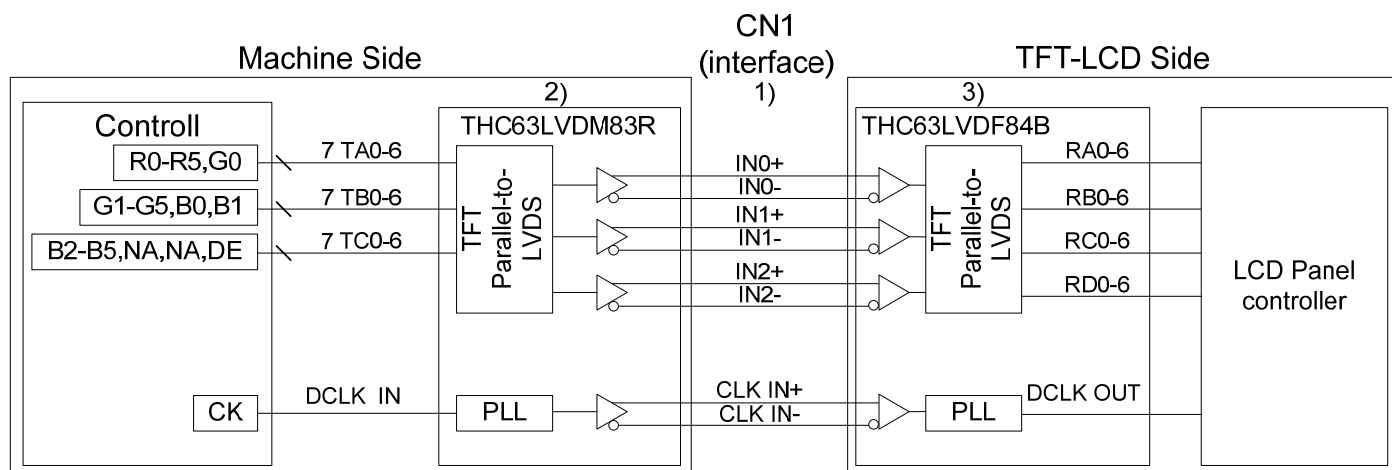 CN1
(interface)
1)
Machine Side
TFT-LCD Side
2)
3)
Controll
THC63LVDM83R
THC63LVDF84B
R0-R5,G0
7 TA0-6
G1-G5,B0,B1
7 TB0-6
B2-B5,NA,NA,DE
7 TC0-6
TFT
Parallel-to-
LVDS
IN0+
IN0-
IN1+
IN1-
IN2+
IN2-
TFT
Parallel-to-
LVDS
RA0-6
RB0-6
RC0-6
RD0-6
LCD Panel
controller
CK
DCLK IN
PLL
CLK IN+
CLK IN-
PLL
DCLK OUT